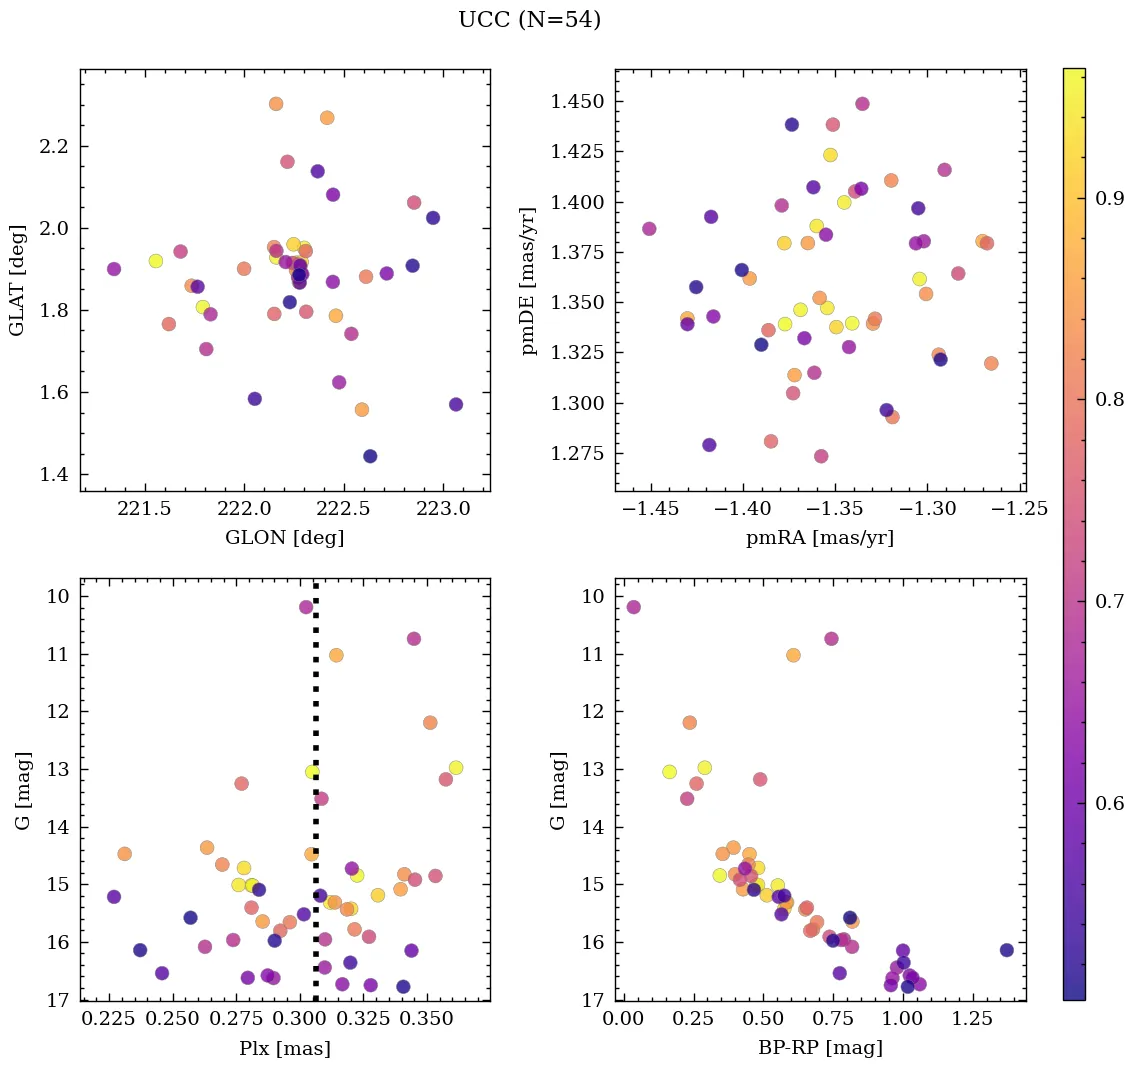 UCC (N=54)
2.2
2.0
1.8
1.6
1.4
GLAT [deg]
221.5 222.0 222.5 223.0
GLON [deg]
1.450
1.425
1.400
1.375
1.350
1.325
1.300
1.275
pmDE [mas/yr]
−1.45 −1.40 −1.35 −1.30 −1.25
pmRA [mas/yr]
0.9
0.8
0.7
0.6
10
11
12
13
14
15
16
17
G [mag]
0.225 0.250 0.275 0.300 0.325 0.350
Plx [mas]
10
11
12
13
14
15
16
17
G [mag]
0.00 0.25 0.50 0.75 1.00 1.25
BP-RP [mag]